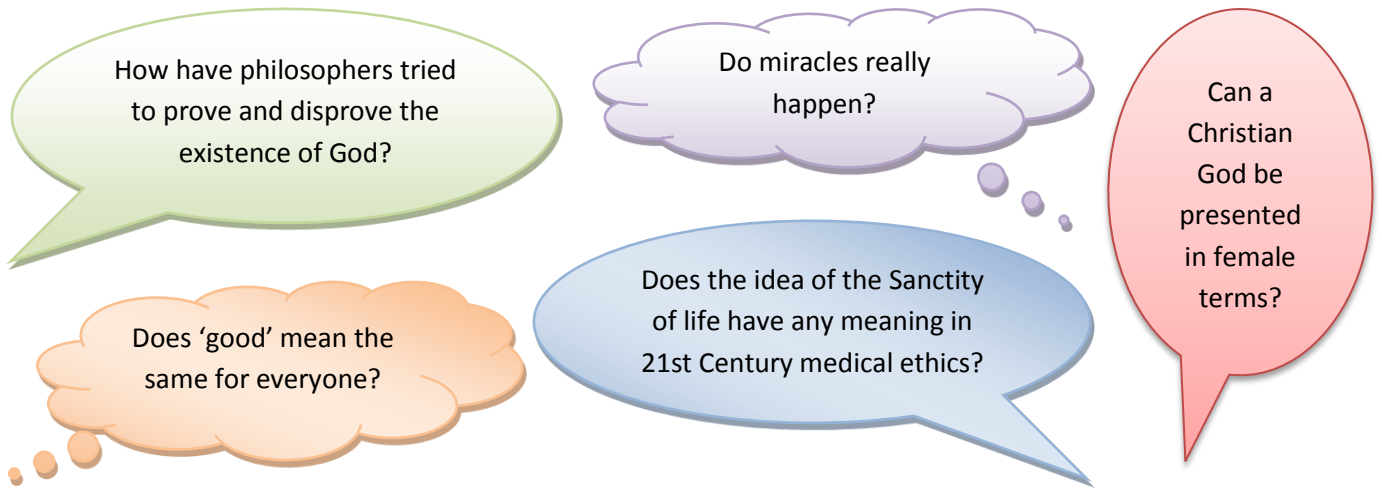 How have philosophers tried
to prove and disprove the
existence of God?
Do miracles really
happen?
Can a
Christian
God be
presented
in female
terms?
Does ‘good’ mean the
same for everyone?
Does the idea of the Sanctity
of life have any meaning in
21st Century medical ethics?